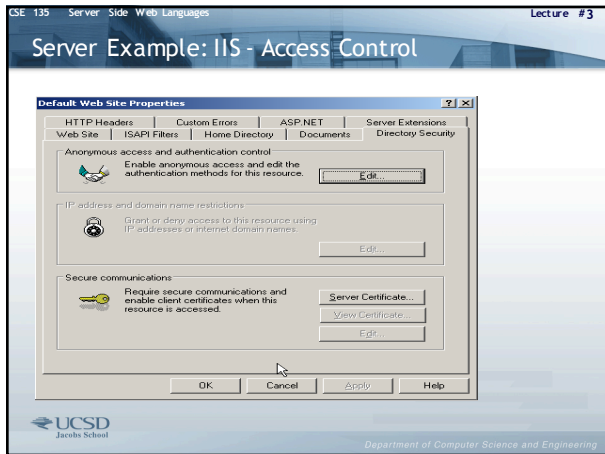 CSE 135 Server Side Web Languages
Lecture #3
Server Example: IIS - Access Control
Default Web Site Properties
HTTP Headers
Custom Errors
ASP.NET
Server Extensions
Web Site
ISAPI Filters
Home Directory
Documents
Directory Security
Anonymous access and authentication control
Enable anonymous access and edit the
authentication methods for this resource.
Edit...
IP address and domain name restrictions
Grant or deny access to this resource using
IP addresses or internet domain names.
Edit...
Secure communications
Require secure communications and
enable client certificates when this
resource is accessed.
Server Certificate...
View Certificate...
Edit...
OK
Cancel
Apply
Help
UCSD
Jacobs School
Department of Computer Science and Engineering